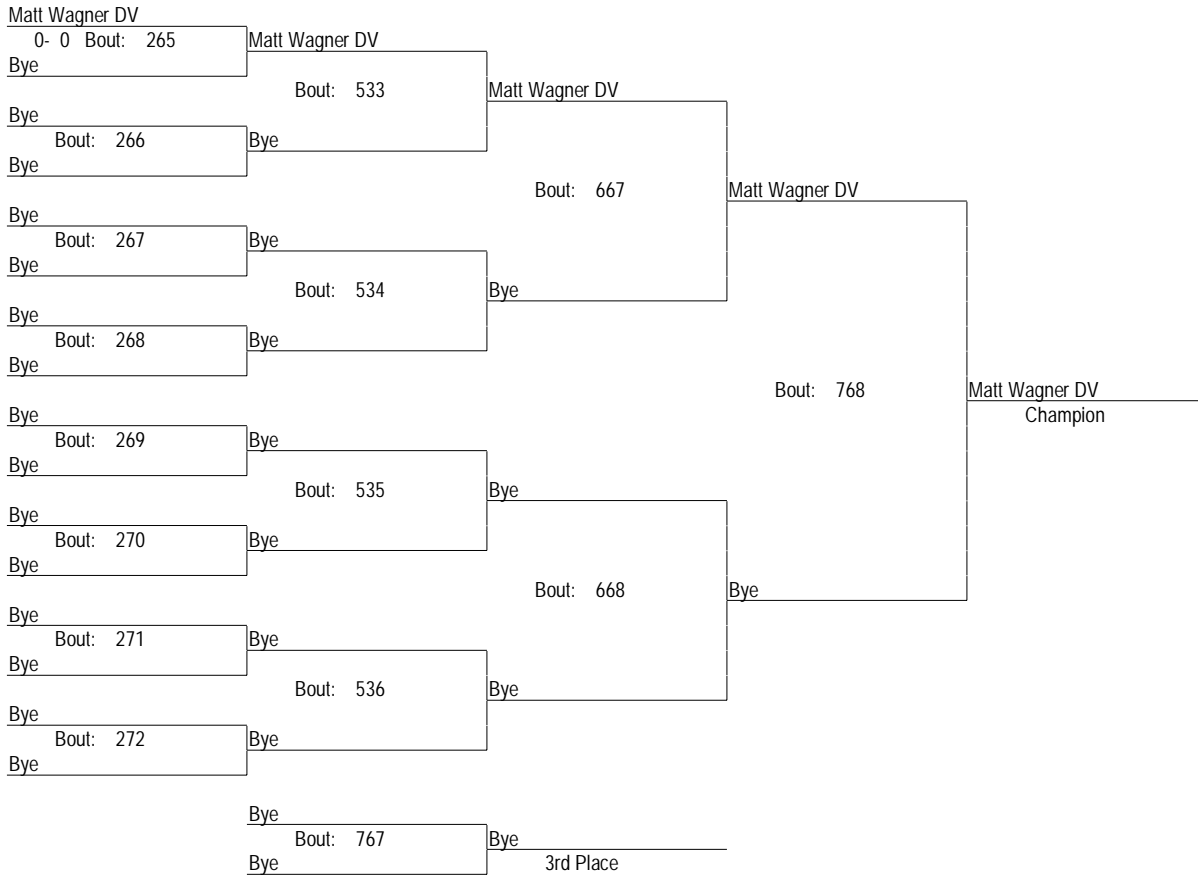 Matt Wagner DV
0- 0 Bout: 265 Matt Wagner DV
Bye
Bout: 533 Matt Wagner DV
Bye
Bout: 266 Bye
Bye
Bout: 667 Matt Wagner DV
Bye
Bout: 267 Bye
Bye
Bout: 534 Bye
Bye
Bout: 268 Bye
Bye
Bout: 768 Matt Wagner DV
Bye Champion
Bout: 269 Bye
Bye
Bout: 535 Bye
Bye
Bout: 270 Bye
Bye
Bout: 668 Bye
Bye
Bout: 271 Bye
Bye
Bout: 536 Bye
Bye
Bout: 272 Bye
Bye
Bye
Bout: 767 Bye
Bye 3rd Place